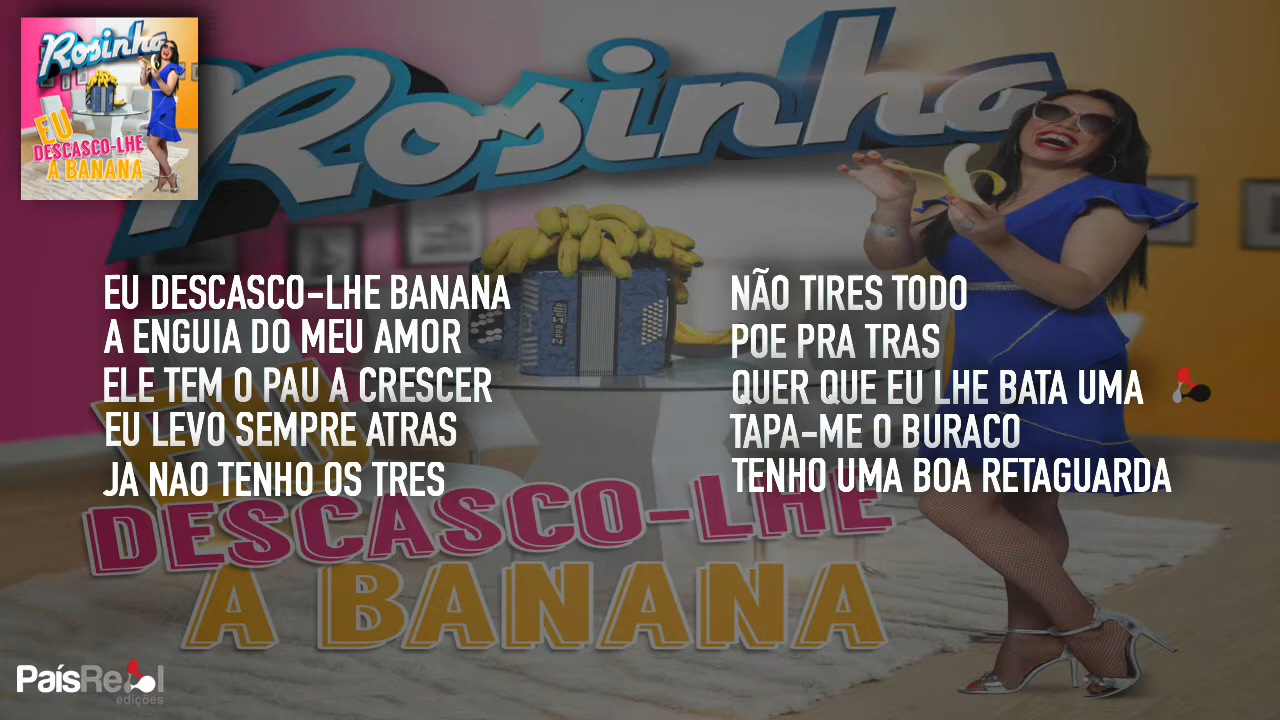 Rosinha
EU
DESCASCO-LHE
A BANANA
Rosinha
EU DESCASCO-LHE BANANA
A ENGUIA DO MEU AMOR
ELE TEM O PAU A CRESCER
EU LEVO SEMPRE ATRAS
JA NAO TENHO OS TRES
NÃO TIRES TODO
POE PRA TRAS
QUER QUE EU LHE BATA UMA
TAPA-ME O BURACO
TENHO UMA BOA RETAGUARDA
EU
DESCASCO-LHE
A BANANA
PaísReal
edições